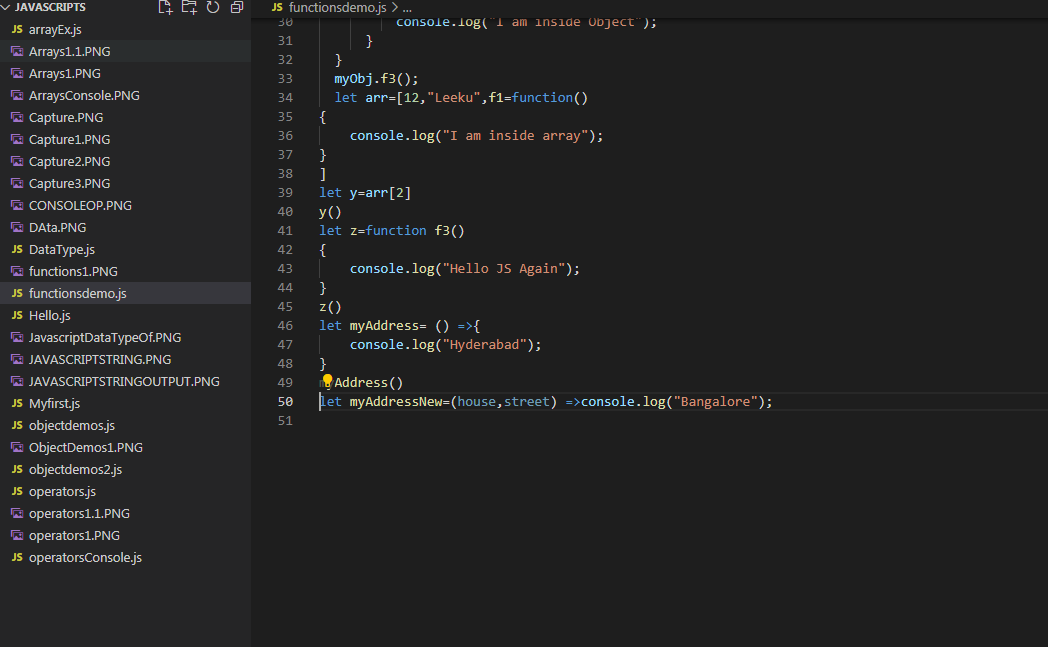 JAVASCRIPTS
JS arrayEx.js
Arrays1.1.PNG
Arrays1.PNG
ArraysConsole.PNG
Capture.PNG
Capture1.PNG
Capture2.PNG
Capture3.PNG
CONSOLEOP.PNG
DAta.PNG
JS DataType.js
functions1.PNG
JS functionsdemo.js
JS Hello.js
JavascriptDataTypeOf.PNG
JAVASCRIPTSTRING.PNG
JAVASCRIPTSTRINGOUTPUT.PNG
JS Myfirst.js
JS objectdemos.js
ObjectDemos1.PNG
JS objectdemos2.js
JS operators.js
operators1.1.PNG
operators1.PNG
JS operatorsConsole.js
JS functionsdemo.js > ...
30 console.log("I am inside Object");
31 }
32 }
33 myObj.f3();
34 let arr=[12,"Leeku",f1=function()
35 {
36 console.log("I am inside array");
37 }
38 ]
39 let y=arr[2]
40 y()
41 let z=function f3()
42 {
43 console.log("Hello JS Again");
44 }
45 z()
46 let myAddress= () =>{
47 console.log("Hyderabad");
48 }
49 myAddress()
50 let myAddressNew=(house,street) =>console.log("Bangalore");
51